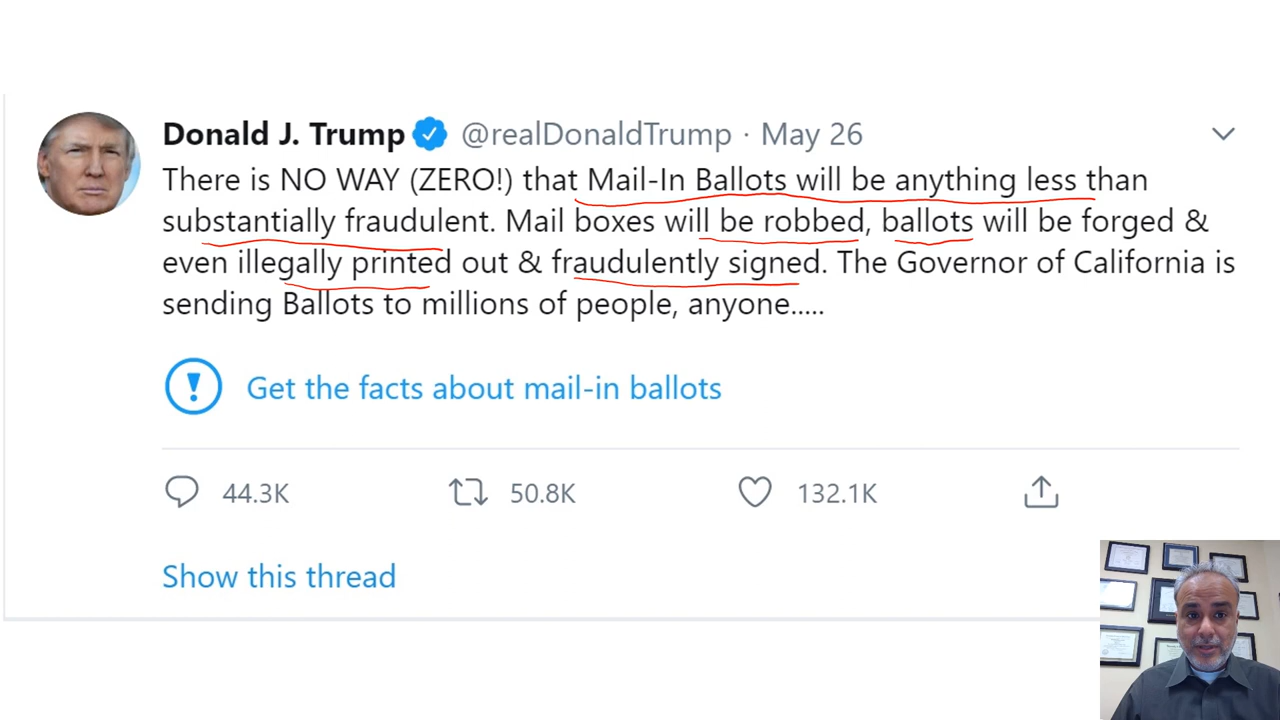 Donald J. Trump @realDonaldTrump · May 26
There is NO WAY (ZERO!) that Mail-In Ballots will be anything less than
substantially fraudulent. Mail boxes will be robbed, ballots will be forged &
even illegally printed out & fraudulently signed. The Governor of California is
sending Ballots to millions of people, anyone.....
Get the facts about mail-in ballots
44.3K 50.8K 132.1K
Show this thread